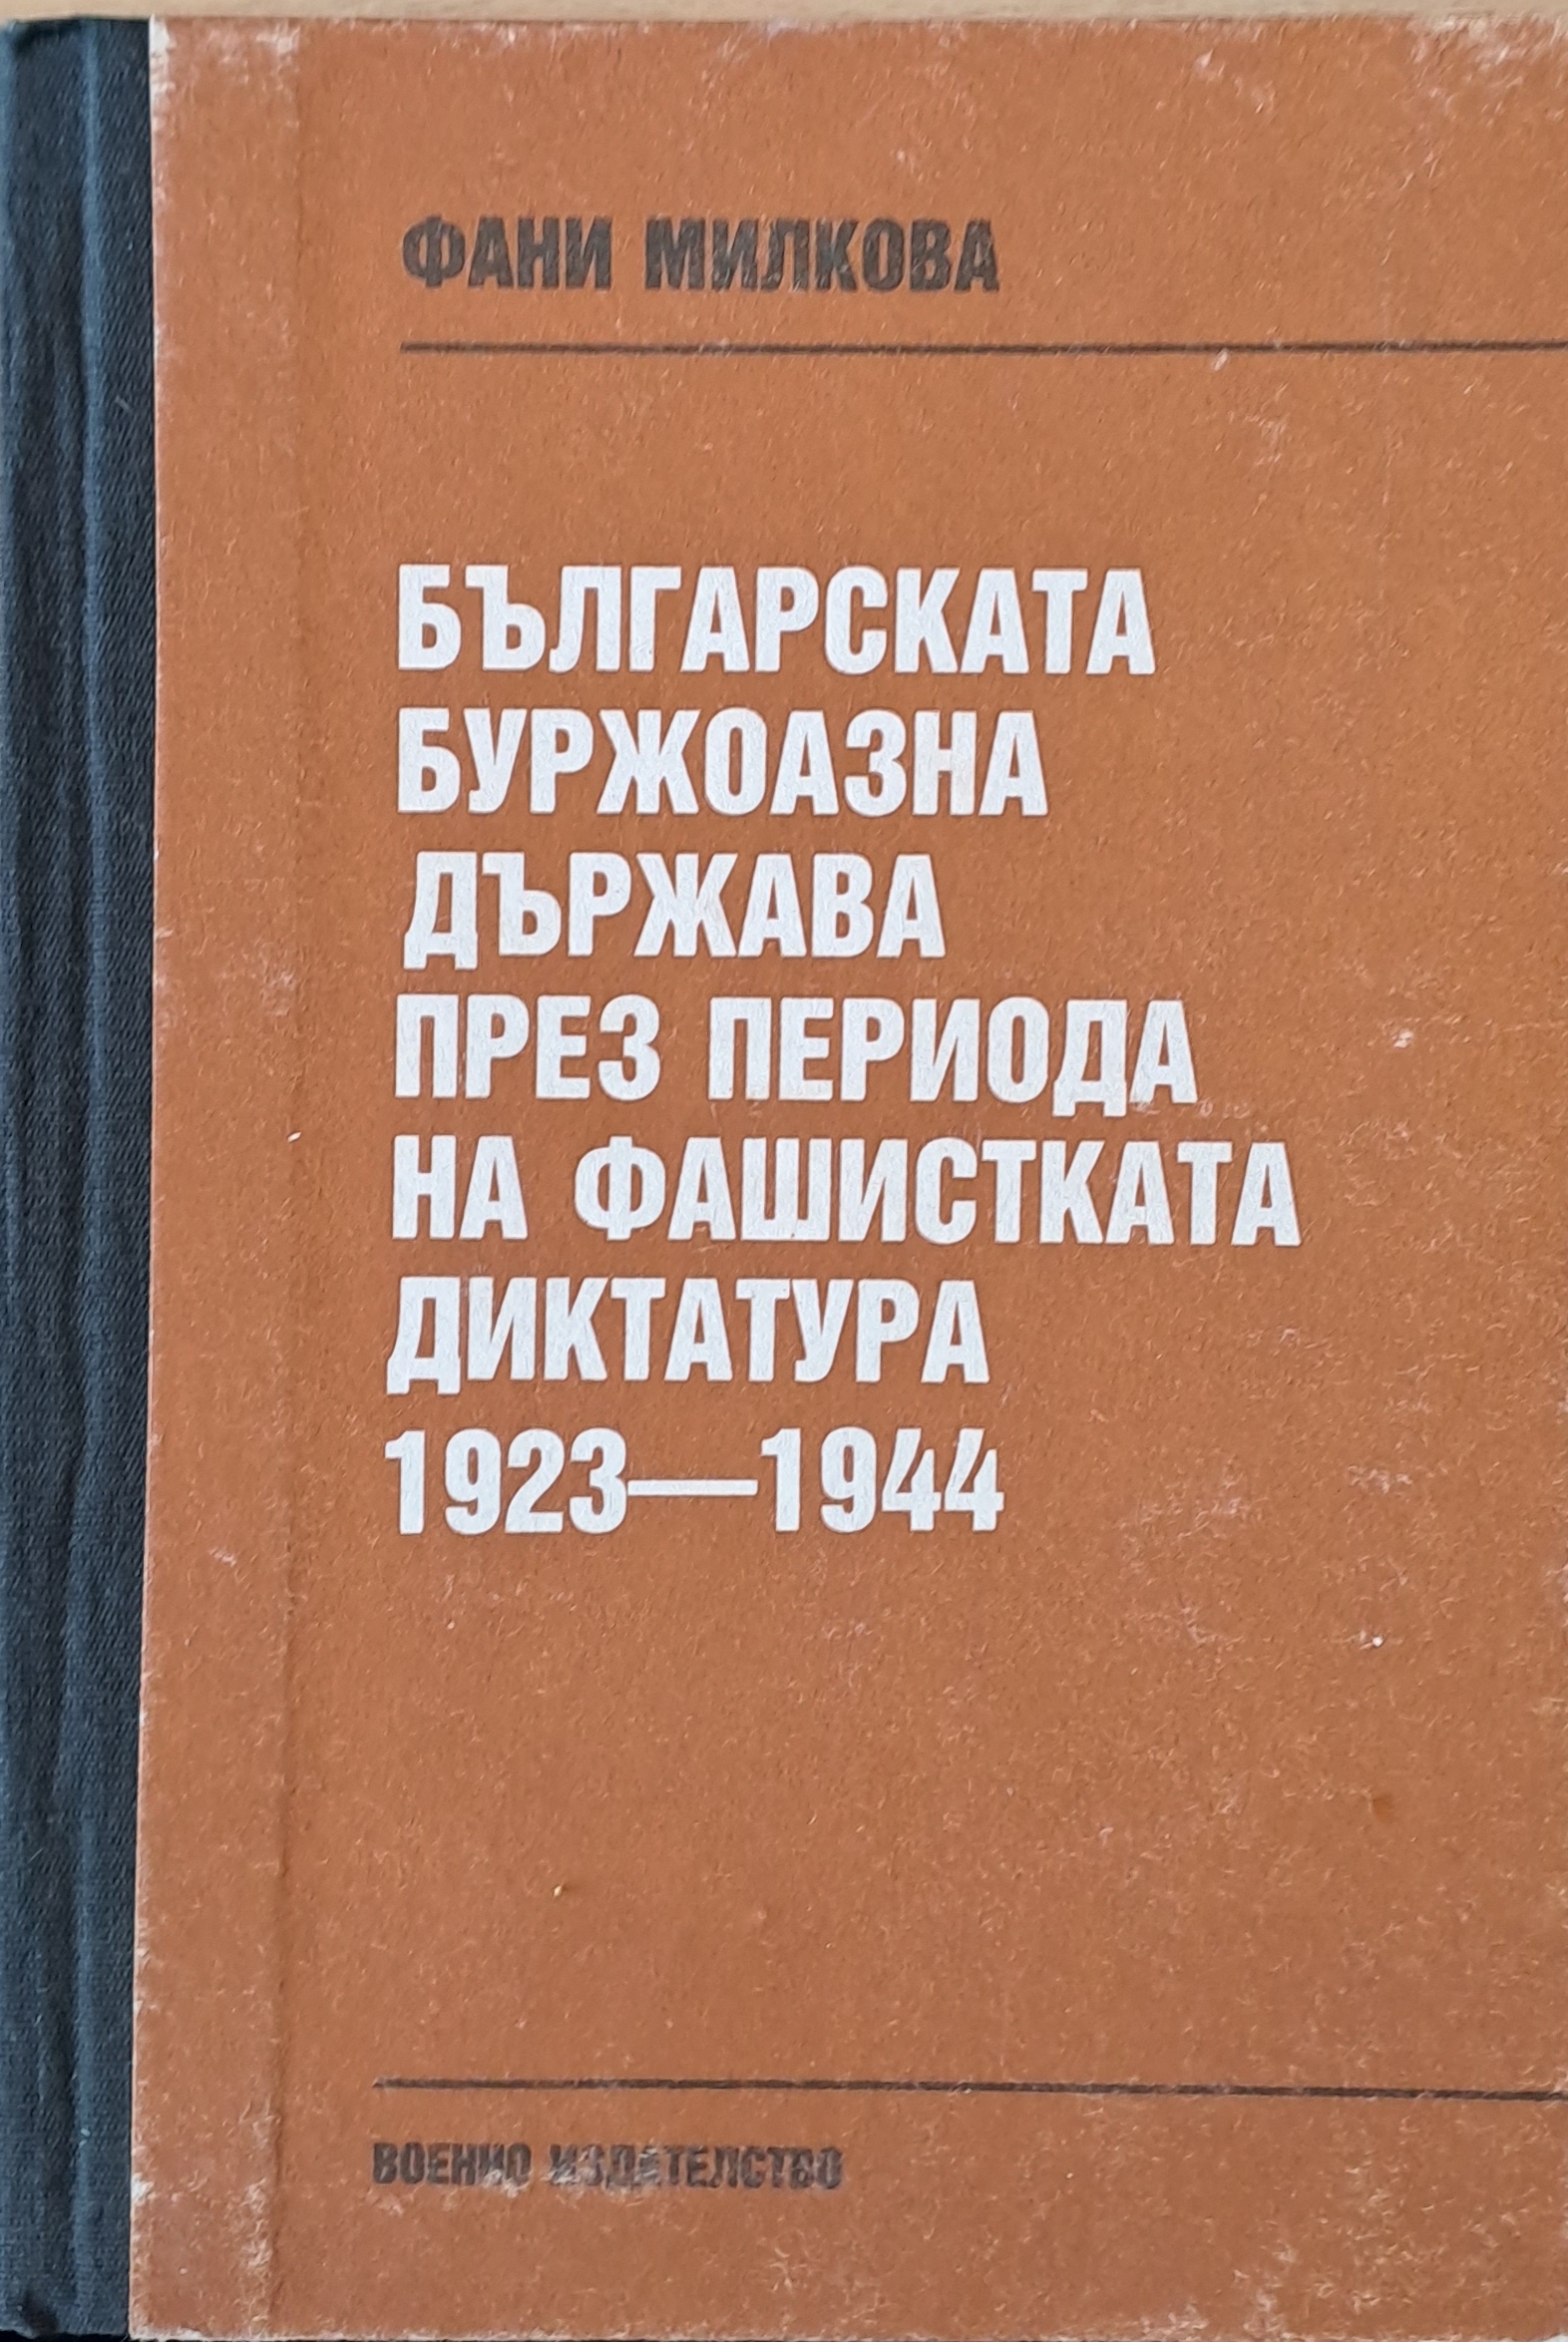 ФАНИ МИЛКОВА
БЪЛГАРСКАТА
БУРЖОАЗНА
ДЪРЖАВА
ПРЕЗ ПЕРИОДА
НА ФАШИСТКАТА
ДИКТАТУРА
1923—1944
ВОЕННО ИЗДАТЕЛСТВО